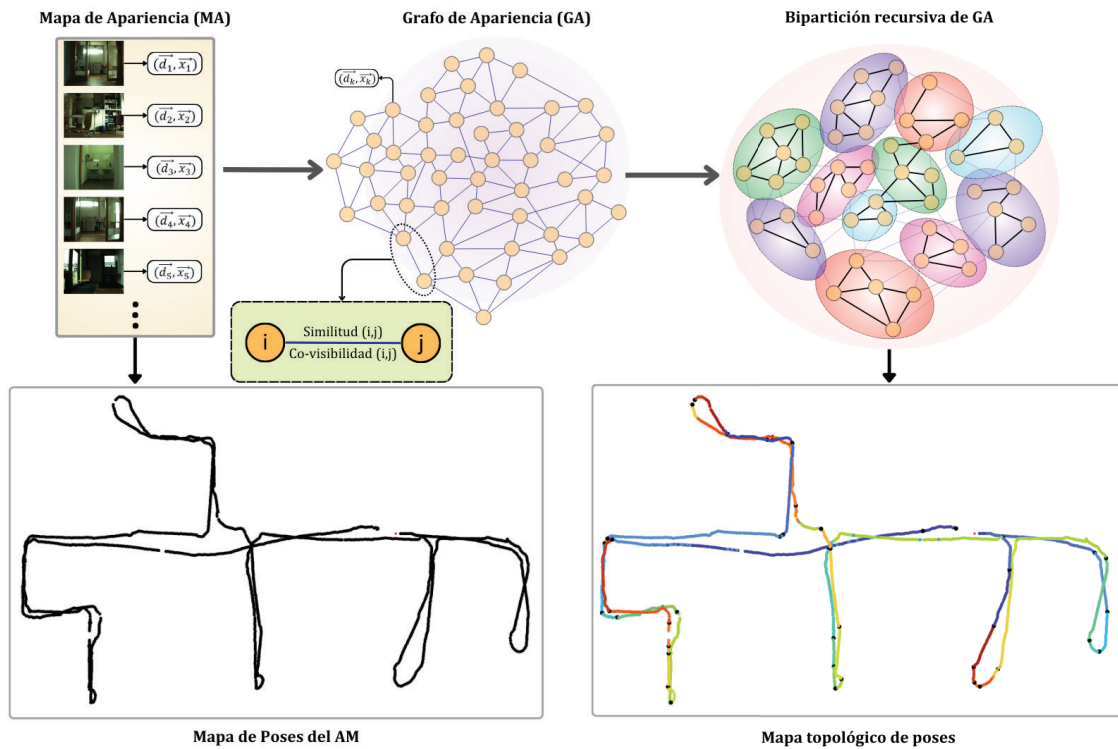 Mapa de Apariencia (MA)
Grafo de Apariencia (GA)
Bipartición recursiva de GA
(d₁, x₁)
(d₂, x₂)
(d₃, x₃)
(d₄, x₄)
(d₅, x₅)
(dₖ, xₖ)
i
Similitud (i,j)
Co-visibilidad (i,j)
j
Mapa de Poses del AM
Mapa topológico de poses